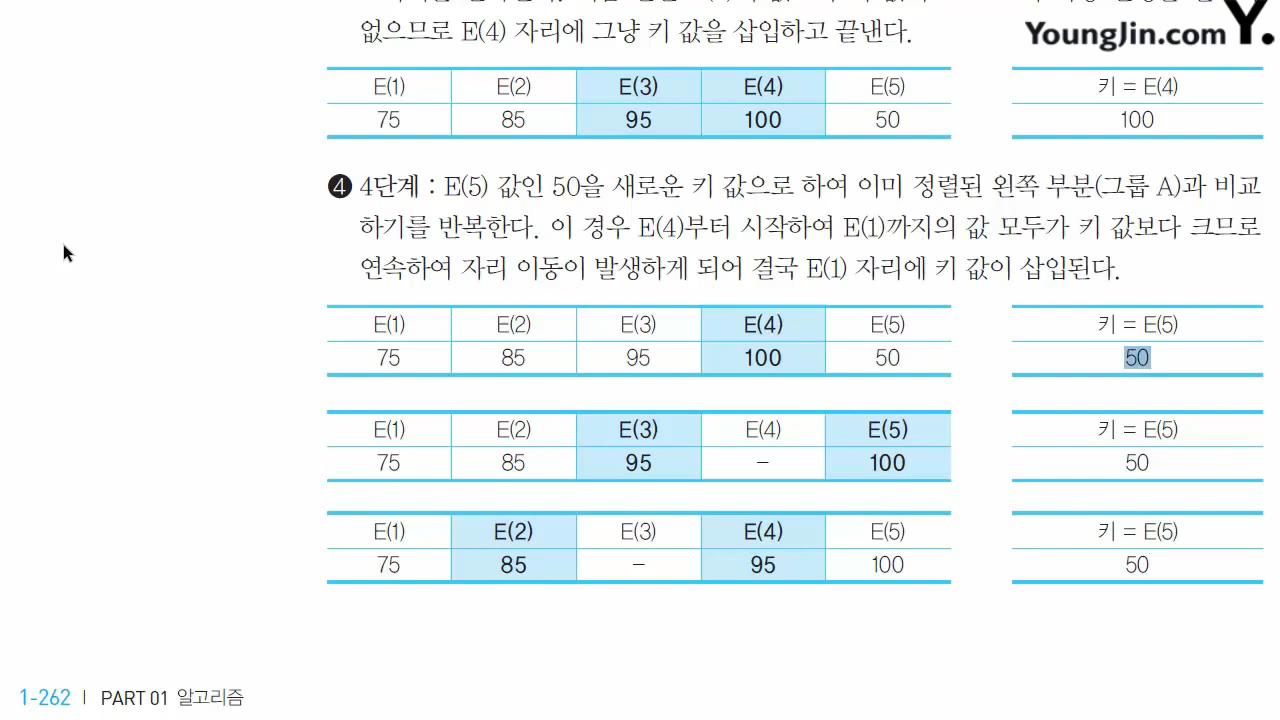 없으므로 E(4) 자리에 그냥 키 값을 삽입하고 끝낸다.
YoungJin.com Y.
E(1) E(2) E(3) E(4) E(5) 키 = E(4)
75 85 95 100 50 100
❹ 4단계 : E(5) 값인 50을 새로운 키 값으로 하여 이미 정렬된 왼쪽 부분(그룹 A)과 비교
하기를 반복한다. 이 경우 E(4)부터 시작하여 E(1)까지의 값 모두가 키 값보다 크므로
연속하여 자리 이동이 발생하게 되어 결국 E(1) 자리에 키 값이 삽입된다.
E(1) E(2) E(3) E(4) E(5) 키 = E(5)
75 85 95 100 50 50
E(1) E(2) E(3) E(4) E(5) 키 = E(5)
75 85 95 – 100 50
E(1) E(2) E(3) E(4) E(5) 키 = E(5)
75 85 – 95 100 50
1-262 | PART 01 알고리즘